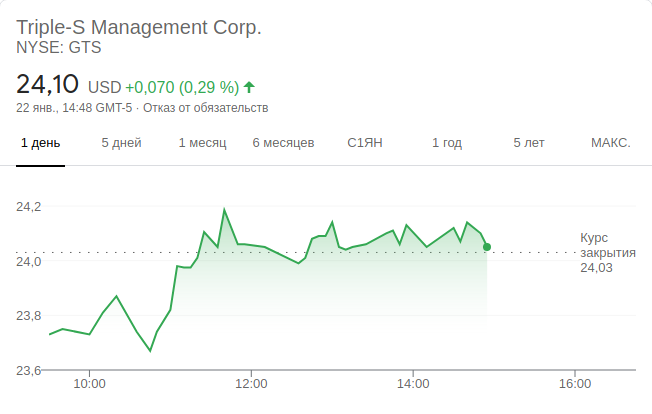 Triple-S Management Corp.
NYSE: GTS
24,10 USD +0,070 (0,29 %)
22 янв., 14:48 GMT-5 · Отказ от обязательств
1 день 5 дней 1 месяц 6 месяцев С1ЯН 1 год 5 лет МАКС.
24,2
24,0
23,8
23,6
Курс
закрытия
24,03
10:00 12:00 14:00 16:00